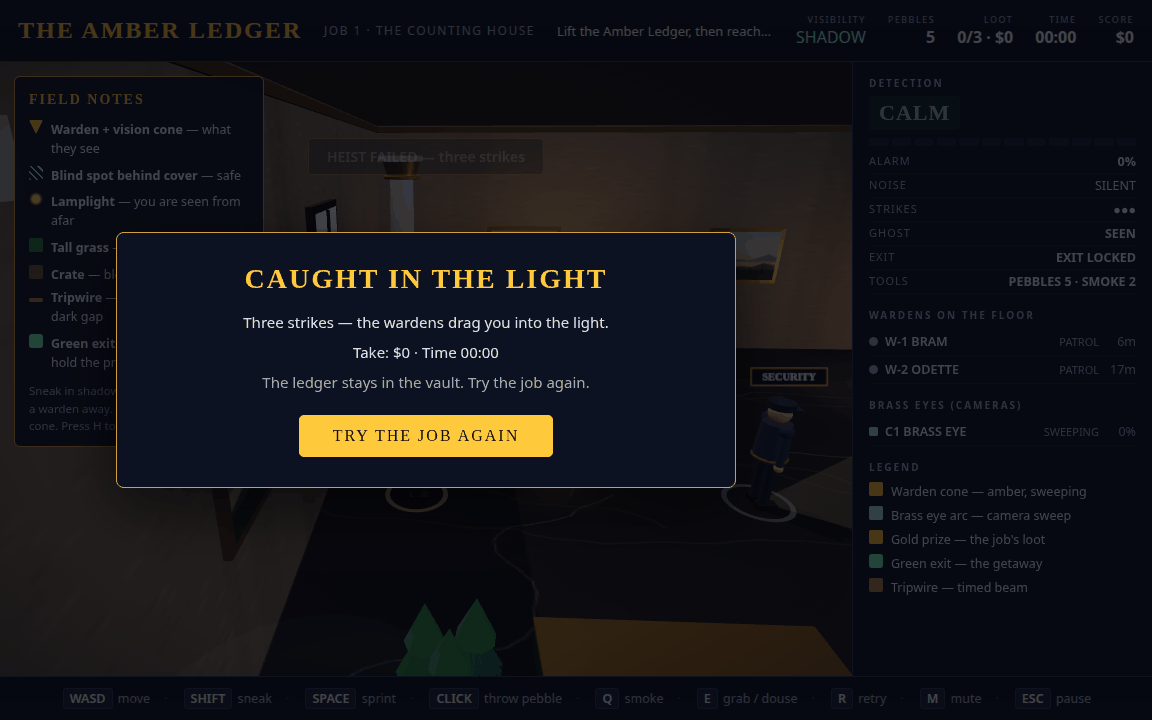 THE AMBER LEDGER
JOB 1 · THE COUNTING HOUSE
Lift the Amber Ledger, then reach...
VISIBILITY
SHADOW
PEBBLES
5
LOOT
0/3 · $0
TIME
00:00
SCORE
$0
FIELD NOTES
Warden + vision cone — what
they see
Blind spot behind cover — safe
Lamplight — you are seen from
afar
Tall grass
Crate — bl
Tripwire —
dark gap
Green exit
hold the pr
Sneak in shadow
a warden away.
cone. Press H to
HEIST FAILED — three strikes
CAUGHT IN THE LIGHT
Three strikes — the wardens drag you into the light.
Take: $0 · Time 00:00
The ledger stays in the vault. Try the job again.
TRY THE JOB AGAIN
SECURITY
DETECTION
CALM
ALARM 0%
NOISE SILENT
STRIKES ●●●
GHOST SEEN
EXIT EXIT LOCKED
TOOLS PEBBLES 5 · SMOKE 2
WARDENS ON THE FLOOR
W-1 BRAM PATROL 6m
W-2 ODETTE PATROL 17m
BRASS EYES (CAMERAS)
C1 BRASS EYE SWEEPING 0%
LEGEND
Warden cone — amber, sweeping
Brass eye arc — camera sweep
Gold prize — the job's loot
Green exit — the getaway
Tripwire — timed beam
WASD move · SHIFT sneak · SPACE sprint · CLICK throw pebble · Q smoke · E grab / douse · R retry · M mute · ESC pause